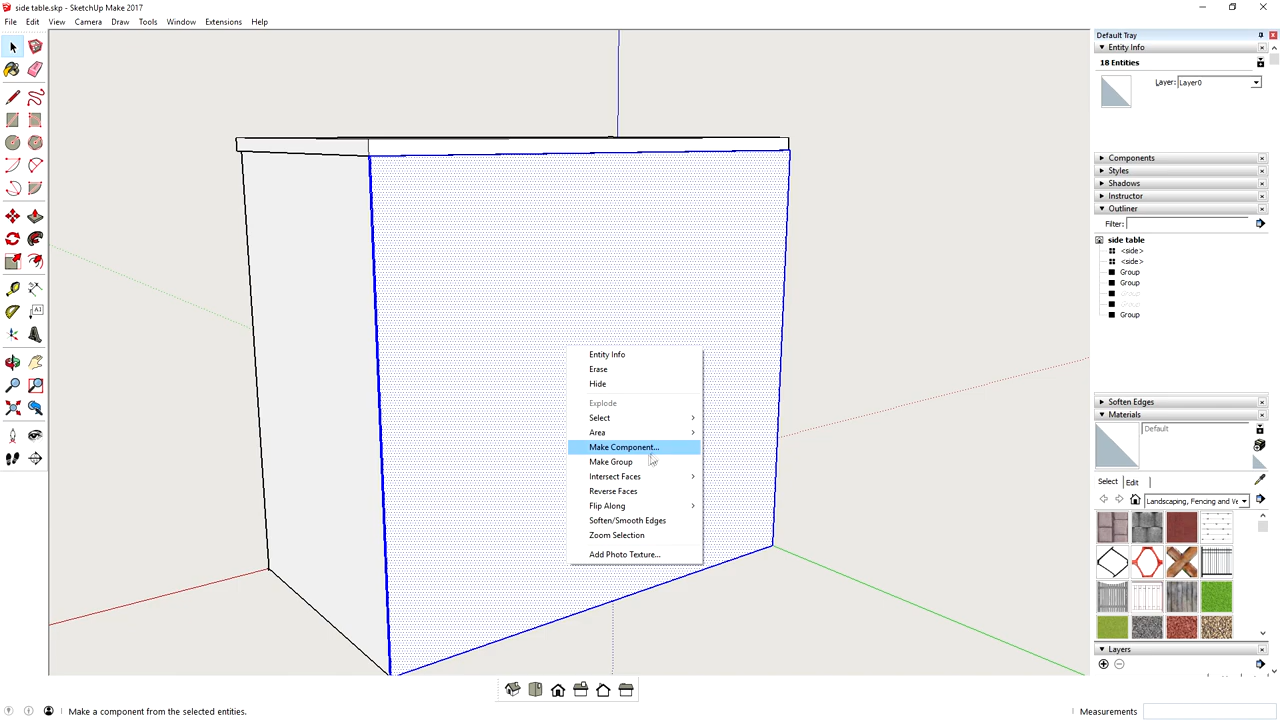 side table.skp - SketchUp Make 2017
File Edit View Camera Draw Tools Window Extensions Help
Default Tray
Entity Info
18 Entities
Layer: Layer0
Components
Styles
Shadows
Instructor
Outliner
Filter:
side table
<side>
<side>
Group
Group
Group
Group
Group
Entity Info
Erase
Hide
Explode
Select
Area
Make Component...
Make Group
Intersect Faces
Reverse Faces
Flip Along
Soften/Smooth Edges
Zoom Selection
Add Photo Texture...
Soften Edges
Materials
Default
Select Edit
Landscaping, Fencing and Ve
Layers
Make a component from the selected entities.
Measurements